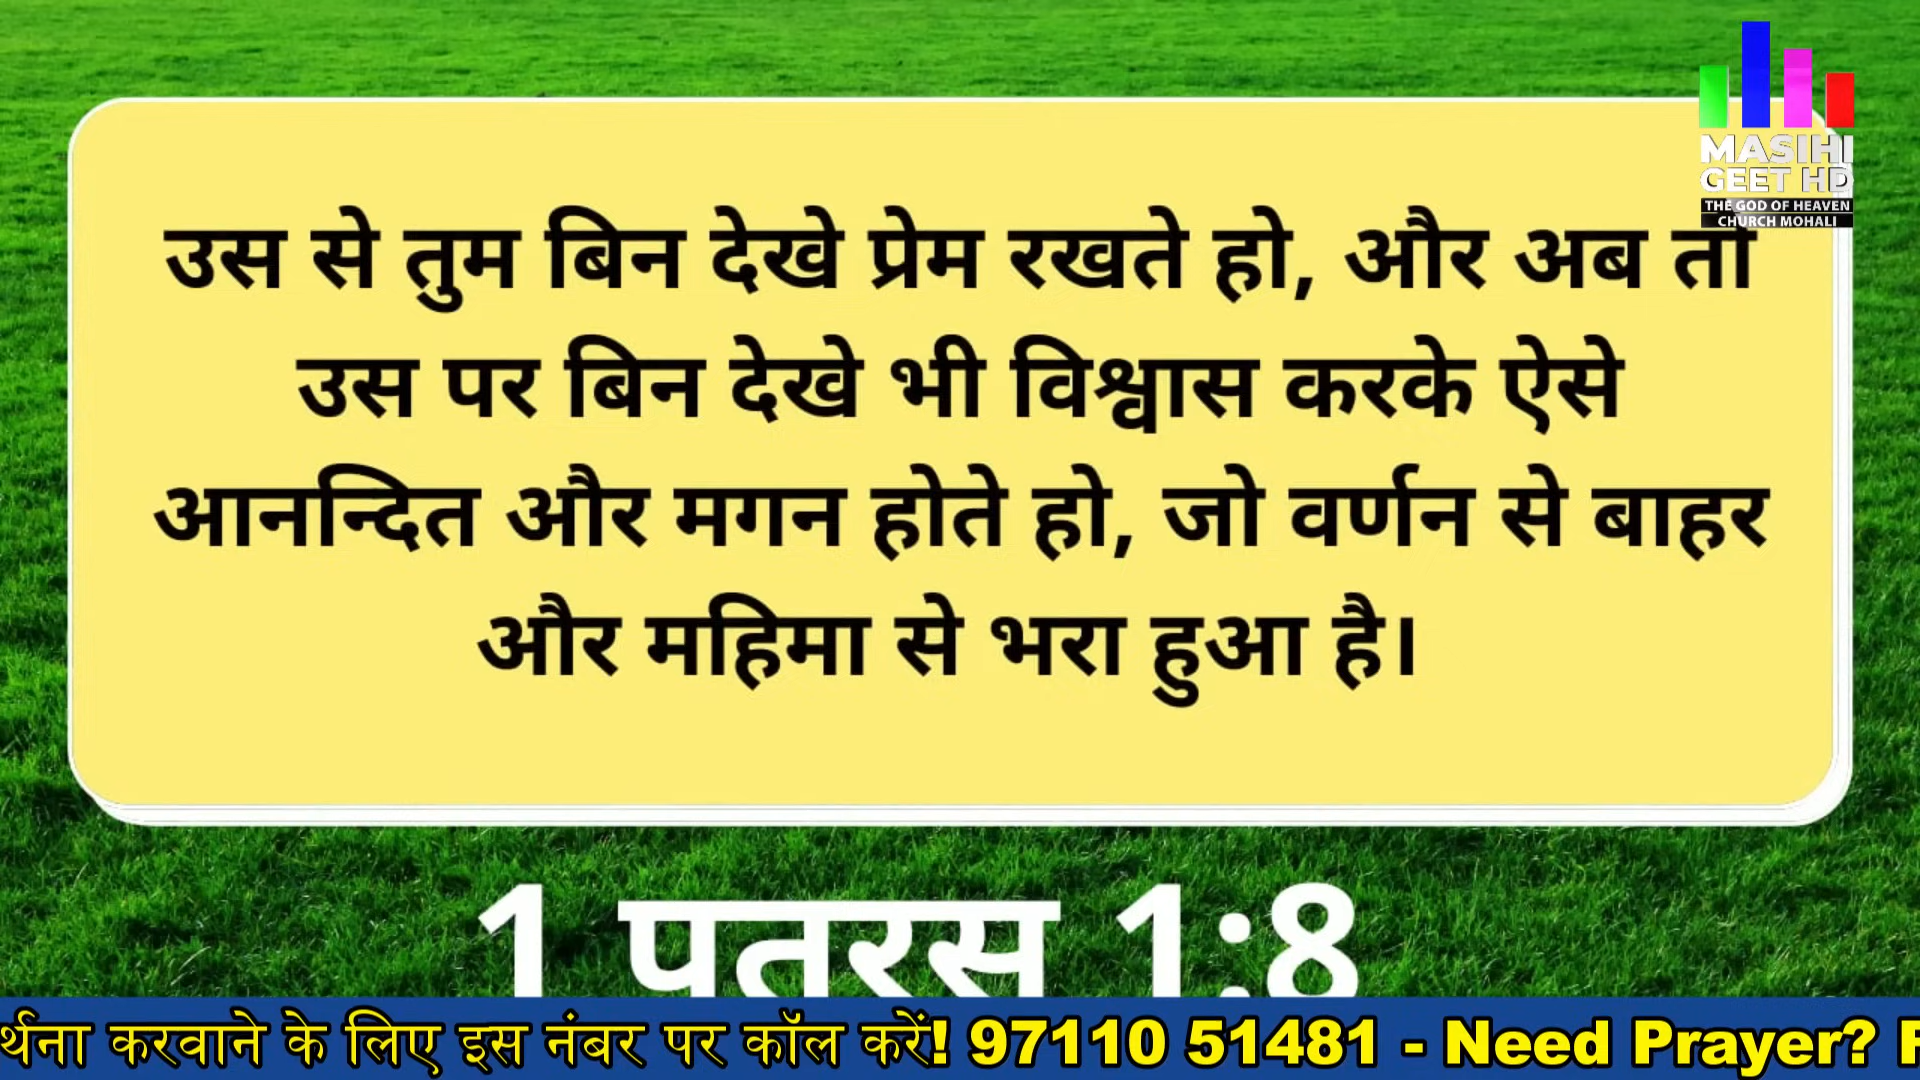 MASIHI
GEET HD
THE GOD OF HEAVEN
CHURCH MOHALI
उस से तुम बिन देखे प्रेम रखते हो, और अब तो
उस पर बिन देखे भी विश्वास करके ऐसे
आनन्दित और मगन होते हो, जो वर्णन से बाहर
और महिमा से भरा हुआ है।
1 पतरस 1:8
करवाने के लिए इस नंबर पर कॉल करें! 97110 51481 - Need Prayer?